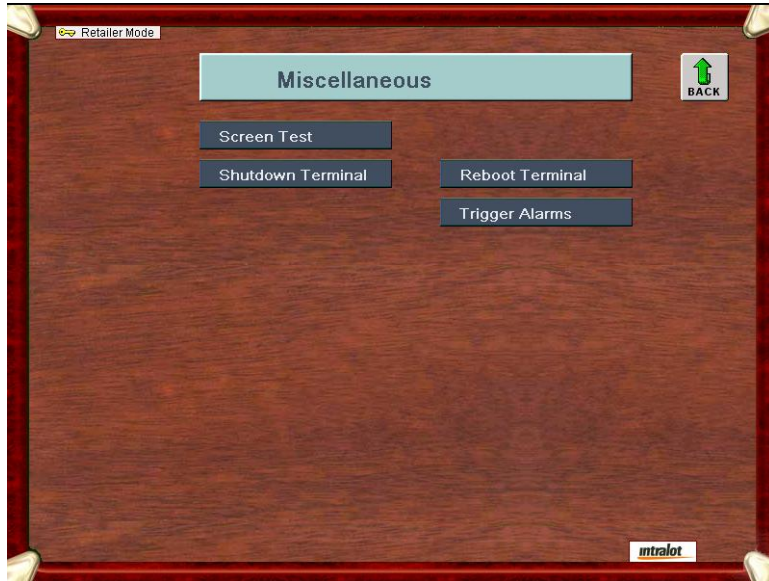 Retailer Mode
Miscellaneous
BACK
Screen Test
Shutdown Terminal
Reboot Terminal
Trigger Alarms
intralot